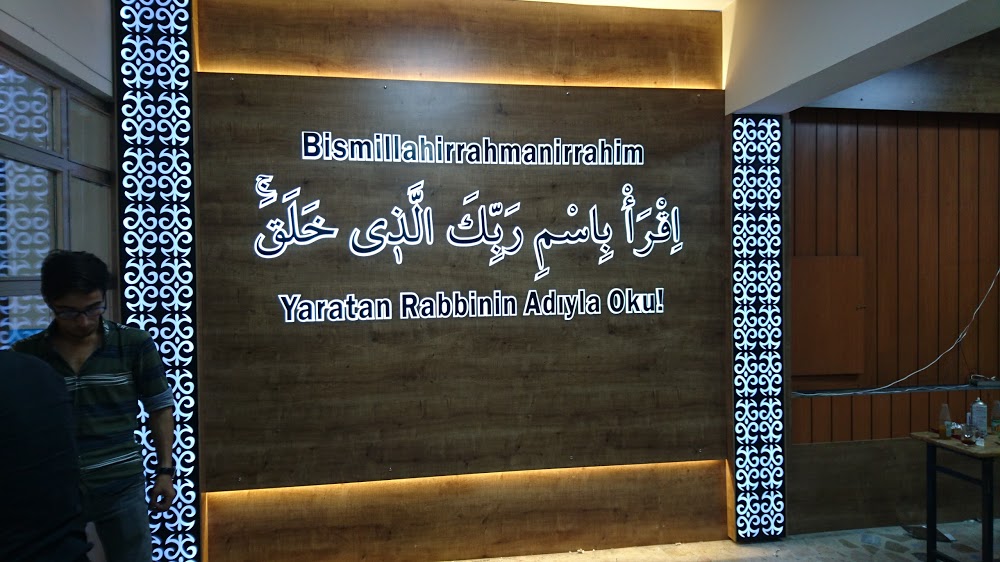 Bismillahirrahmanirrahim
اِقْرَأْ بِاسْمِ رَبِّكَ الَّذ۪ى خَلَقَۚ
Yaratan Rabbinin Adıyla Oku!